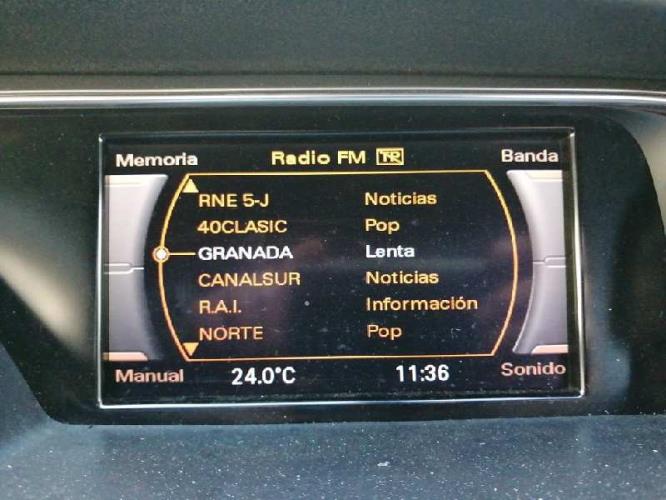 Memoria Radio FM TP Banda
RNE 5-J Noticias
40CLASIC Pop
GRANADA Lenta
CANALSUR Noticias
R.A.I. Información
NORTE Pop
Manual 24.0°C 11:36 Sonido